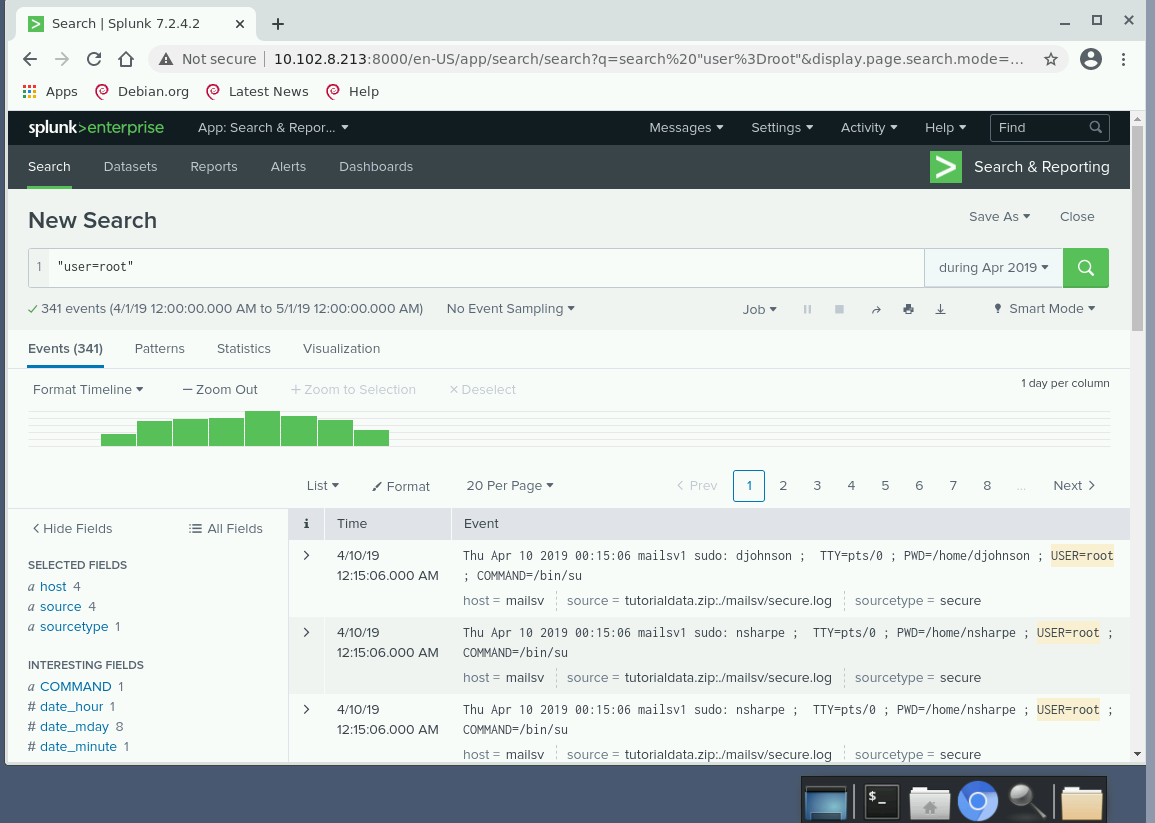 Search | Splunk 7.2.4.2
Not secure 10.102.8.213:8000/en-US/app/search/search?q=search%20"user%3Droot"&display.page.search.mode=...
Apps Debian.org Latest News Help
splunk>enterprise App: Search & Repor... Messages Settings Activity Help Find
Search Datasets Reports Alerts Dashboards Search & Reporting
New Search Save As Close
1 "user=root" during Apr 2019
341 events (4/1/19 12:00:00.000 AM to 5/1/19 12:00:00.000 AM) No Event Sampling Job Smart Mode
Events (341) Patterns Statistics Visualization
Format Timeline — Zoom Out + Zoom to Selection × Deselect 1 day per column
List Format 20 Per Page < Prev 1 2 3 4 5 6 7 8 ... Next >
< Hide Fields All Fields i Time Event
SELECTED FIELDS
a host 4
a source 4
a sourcetype 1
INTERESTING FIELDS
a COMMAND 1
# date_hour 1
# date_mday 8
# date_minute 1
> 4/10/19 Thu Apr 10 2019 00:15:06 mailsv1 sudo: djohnson ; TTY=pts/0 ; PWD=/home/djohnson ; USER=root
12:15:06.000 AM ; COMMAND=/bin/su
host = mailsv source = tutorialdata.zip:./mailsv/secure.log sourcetype = secure
> 4/10/19 Thu Apr 10 2019 00:15:06 mailsv1 sudo: nsharpe ; TTY=pts/0 ; PWD=/home/nsharpe ; USER=root ;
12:15:06.000 AM COMMAND=/bin/su
host = mailsv source = tutorialdata.zip:./mailsv/secure.log sourcetype = secure
> 4/10/19 Thu Apr 10 2019 00:15:06 mailsv1 sudo: nsharpe ; TTY=pts/0 ; PWD=/home/nsharpe ; USER=root ;
12:15:06.000 AM COMMAND=/bin/su
host = mailsv source = tutorialdata.zip:./mailsv/secure.log sourcetype = secure
$_